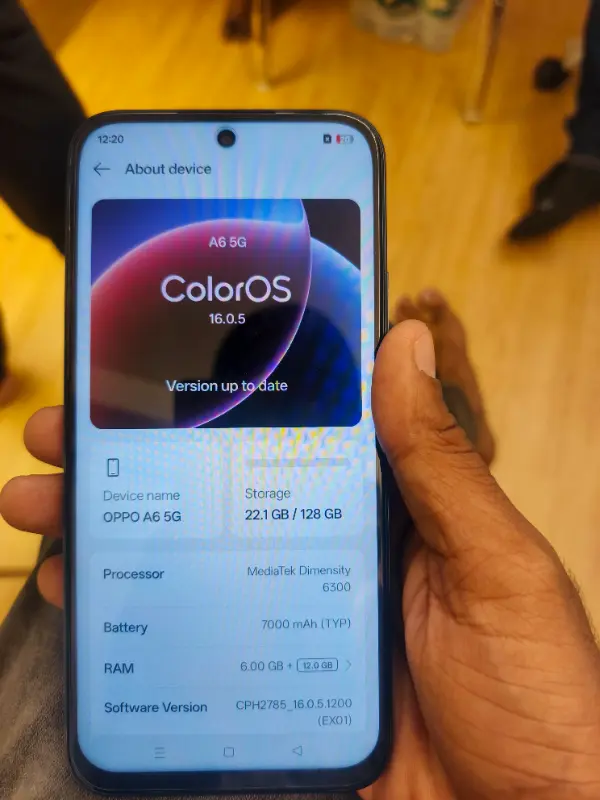 12:20
About device
A6 5G
ColorOS
16.0.5
Version up to date
Device name
OPPO A6 5G
Storage
22.1 GB / 128 GB
Processor
MediaTek Dimensity
6300
Battery
7000 mAh (TYP)
RAM
6.00 GB + 12.0 GB
Software Version
CPH2785_16.0.5.1200
(EX01)